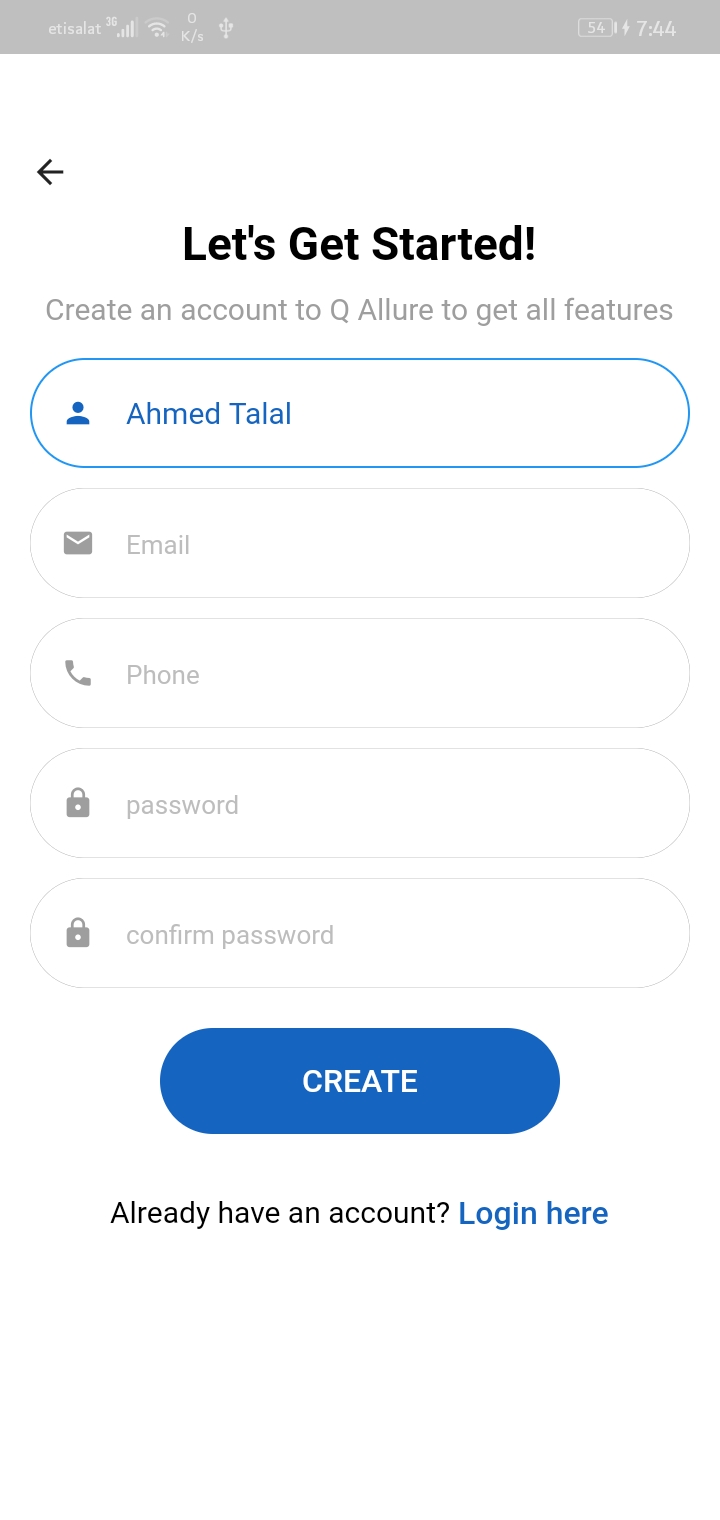 etisalat 3G 0 K/s 54 7:44
Let's Get Started!
Create an account to Q Allure to get all features
Ahmed Talal
Email
Phone
password
confirm password
CREATE
Already have an account? Login here